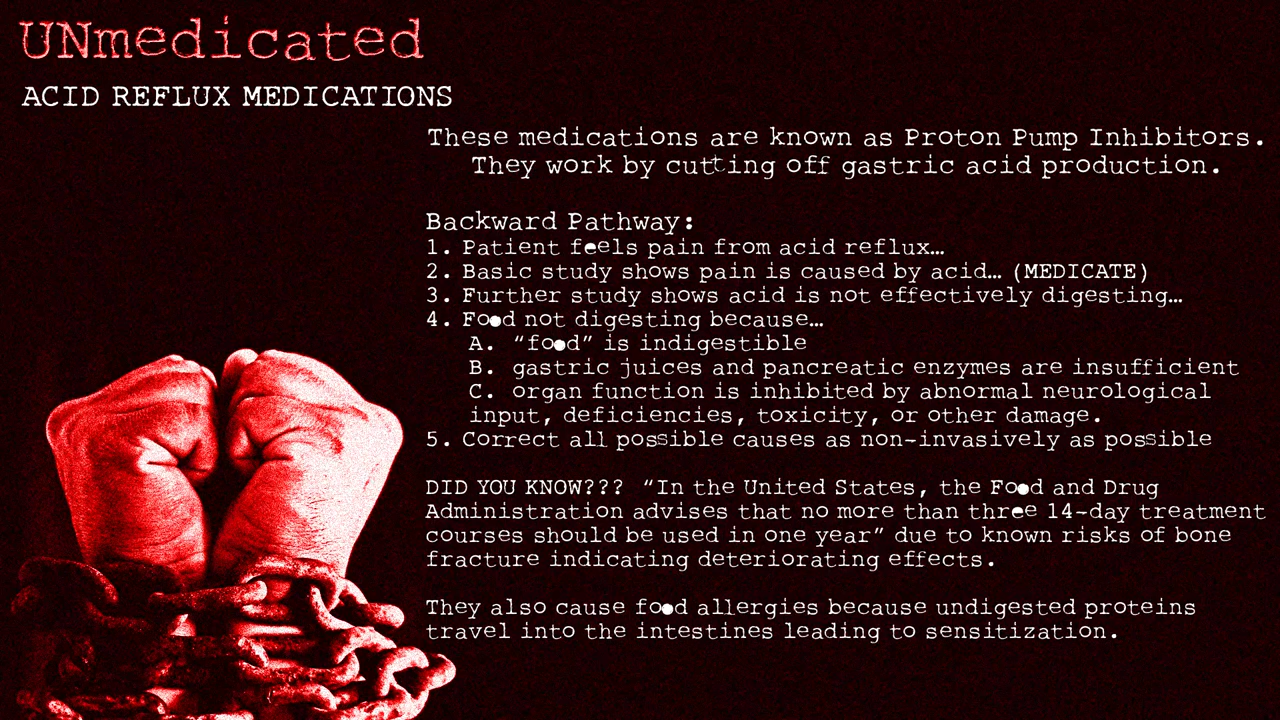 UNmedicated
ACID REFLUX MEDICATIONS
These medications are known as Proton Pump Inhibitors.
They work by cutting off gastric acid production.
Backward Pathway:
1. Patient feels pain from acid reflux…
2. Basic study shows pain is caused by acid… (MEDICATE)
3. Further study shows acid is not effectively digesting…
4. Food not digesting because…
A. “food” is indigestible
B. gastric juices and pancreatic enzymes are insufficient
C. organ function is inhibited by abnormal neurological
input, deficiencies, toxicity, or other damage.
5. Correct all possible causes as non-invasively as possible
DID YOU KNOW??? “In the United States, the Food and Drug
Administration advises that no more than three 14-day treatment
courses should be used in one year” due to known risks of bone
fracture indicating deteriorating effects.
They also cause food allergies because undigested proteins
travel into the intestines leading to sensitization.